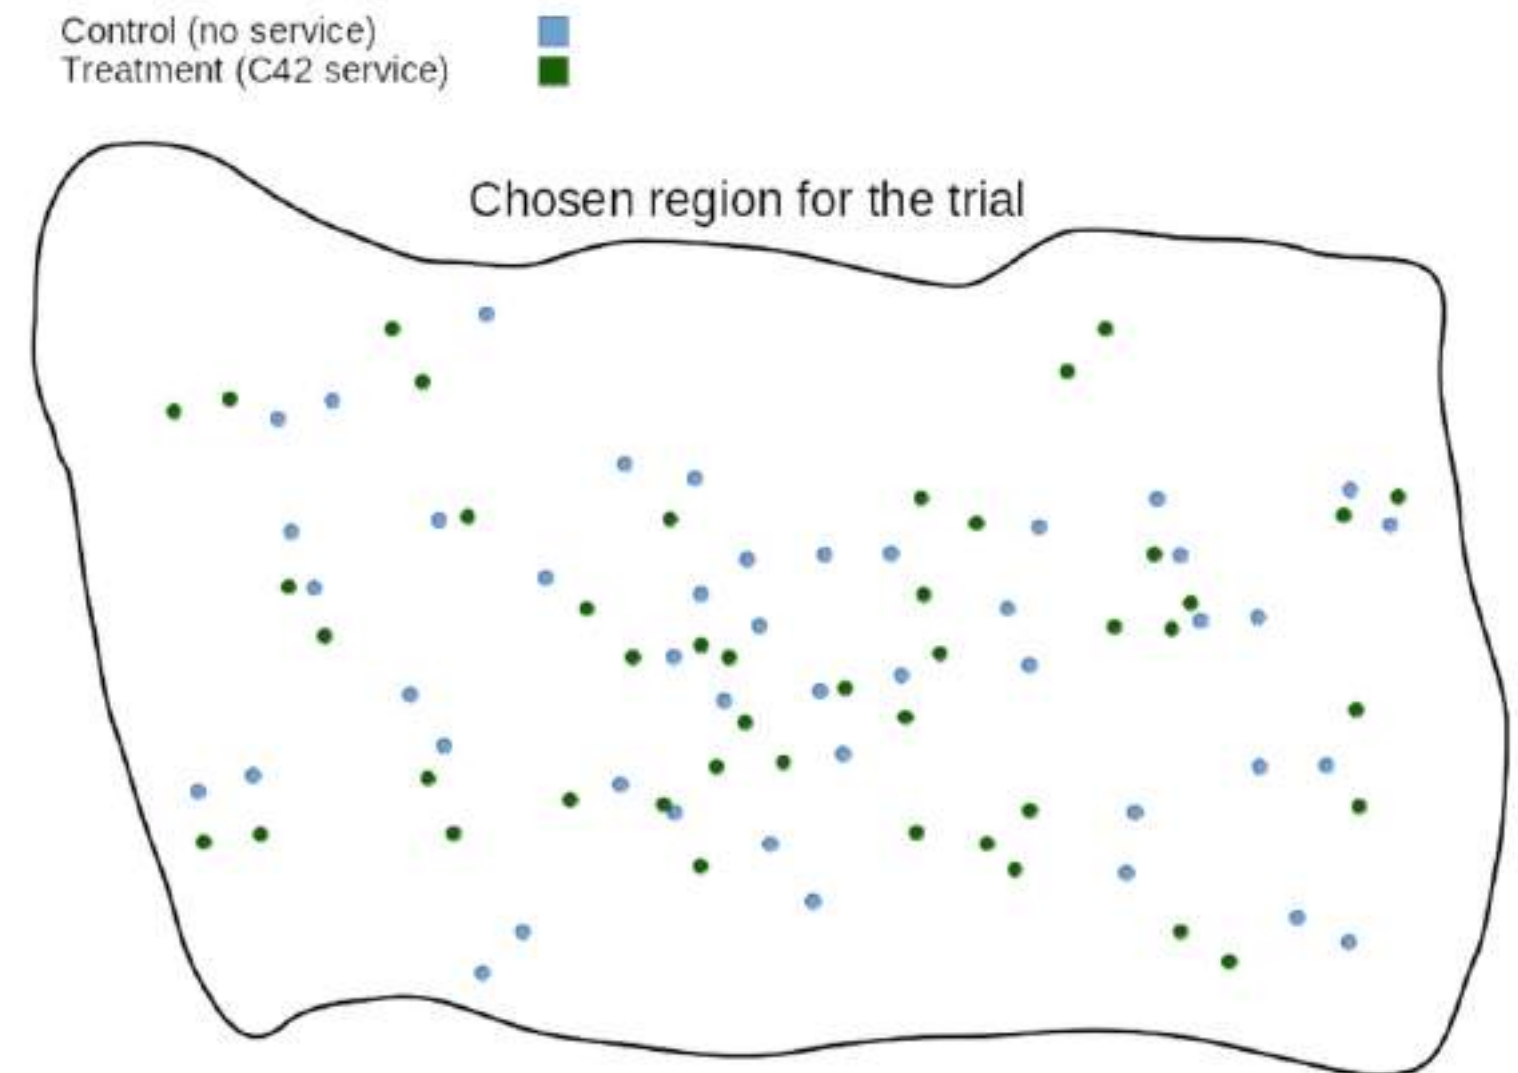 Control (no service)
Treatment (C42 service)
Chosen region for the trial